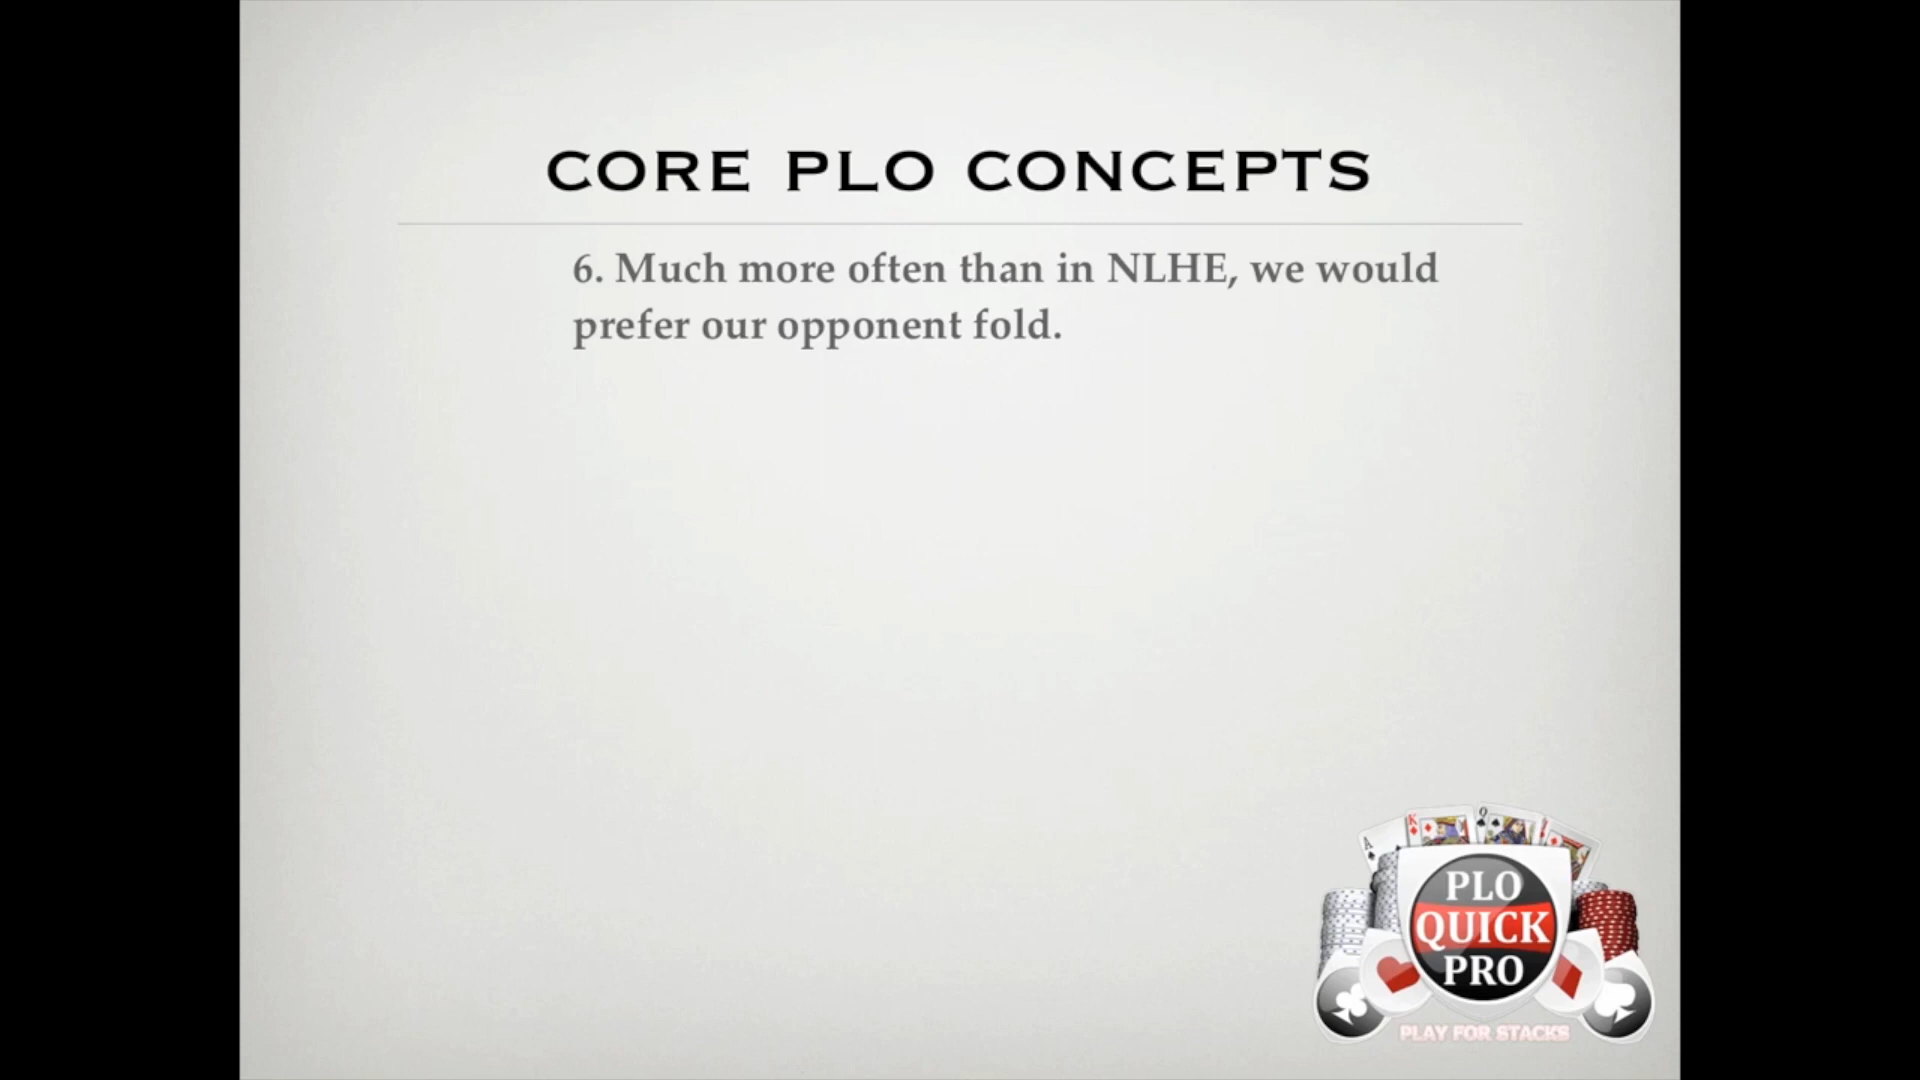 CORE PLO CONCEPTS
6. Much more often than in NLHE, we would
prefer our opponent fold.
A
K
Q
PLO
QUICK
PRO
PLAY FOR STACKS